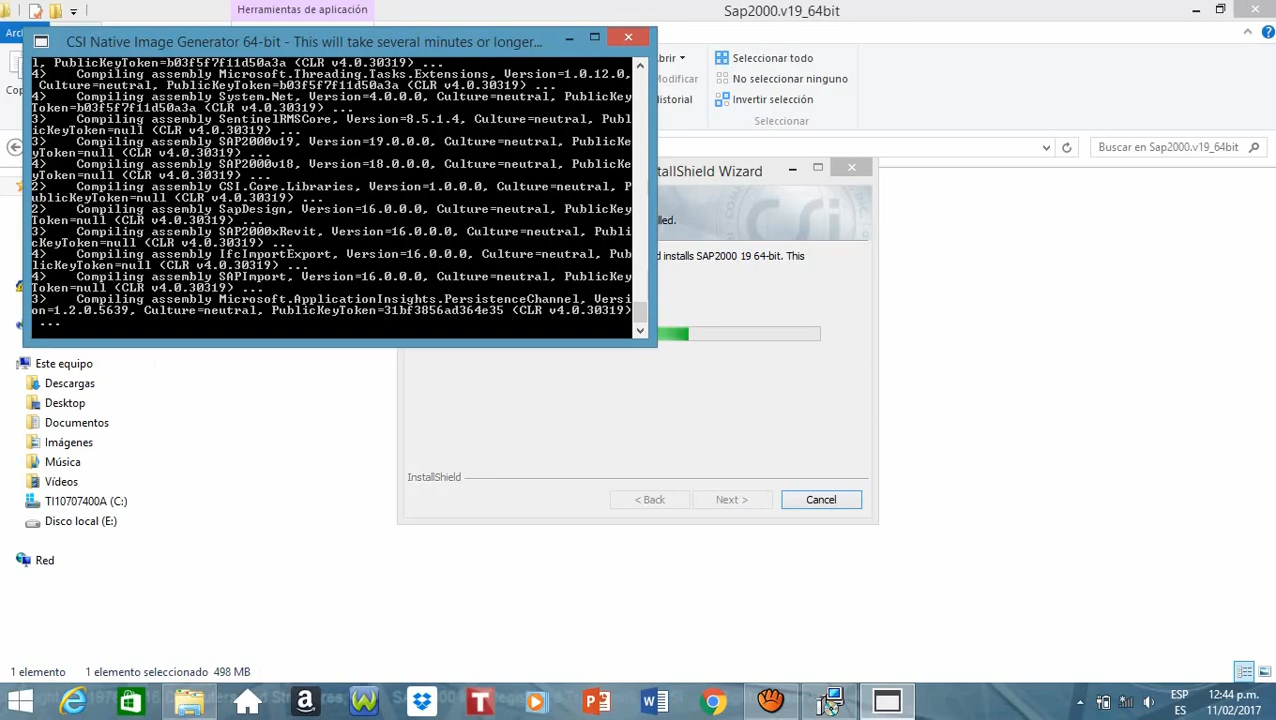 Herramientas de aplicación
Sap2000.v19_64bit
CSI Native Image Generator 64-bit - This will take several minutes or longer...
l, PublicKeyToken=b03f5f7f11d50a3a (CLR v4.0.30319) ...
4>    Compiling assembly Microsoft.Threading.Tasks.Extensions, Version=1.0.12.0,
Culture=neutral, PublicKeyToken=b03f5f7f11d50a3a (CLR v4.0.30319) ...
4>    Compiling assembly System.Net, Version=4.0.0.0, Culture=neutral, PublicKey
Token=b03f5f7f11d50a3a (CLR v4.0.30319) ...
3>    Compiling assembly SentinelRMSCore, Version=8.5.1.4, Culture=neutral, Publ
icKeyToken=null (CLR v4.0.30319) ...
3>    Compiling assembly SAP2000v19, Version=19.0.0.0, Culture=neutral, PublicKe
yToken=null (CLR v4.0.30319) ...
4>    Compiling assembly SAP2000v18, Version=18.0.0.0, Culture=neutral, PublicKe
yToken=null (CLR v4.0.30319) ...
2>    Compiling assembly CSI.Core.Libraries, Version=1.0.0.0, Culture=neutral, P
ublicKeyToken=null (CLR v4.0.30319) ...
2>    Compiling assembly SapDesign, Version=16.0.0.0, Culture=neutral, PublicKey
Token=null (CLR v4.0.30319) ...
3>    Compiling assembly SAP2000xRevit, Version=16.0.0.0, Culture=neutral, Publi
cKeyToken=null (CLR v4.0.30319) ...
4>    Compiling assembly IfcImportExport, Version=16.0.0.0, Culture=neutral, Pub
licKeyToken=null (CLR v4.0.30319) ...
4>    Compiling assembly SAPImport, Version=16.0.0.0, Culture=neutral, PublicKey
Token=null (CLR v4.0.30319) ...
3>    Compiling assembly Microsoft.ApplicationInsights.PersistenceChannel, Versi
on=1.2.0.5639, Culture=neutral, PublicKeyToken=31bf3856ad364e35 (CLR v4.0.30319)
...
Seleccionar todo
No seleccionar ninguno
Invertir selección
Seleccionar
Modificar
Historial
Buscar en Sap2000.v19_64bit
InstallShield Wizard
installs SAP2000 19 64-bit. This
InstallShield
< Back
Next >
Cancel
Este equipo
Descargas
Desktop
Documentos
Imágenes
Música
Vídeos
TI10707400A (C:)
Disco local (E:)
Red
1 elemento
1 elemento seleccionado 498 MB
ESP
ES
12:44 p.m.
11/02/2017